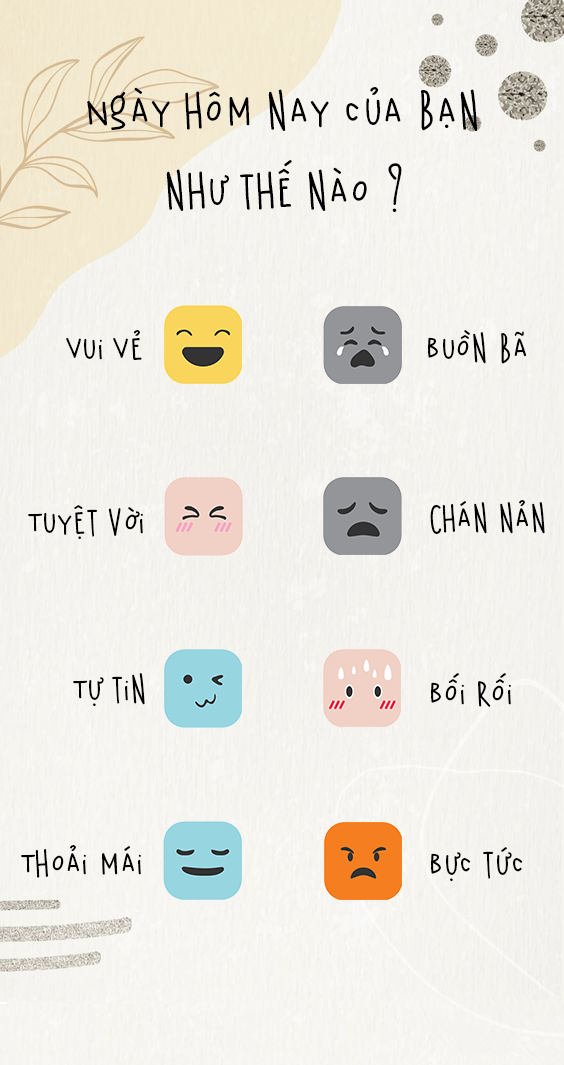 NGÀY HÔM NAY CỦA BẠN
NHƯ THẾ NÀO ?
VUI VẺ
BUỒN BÃ
TUYỆT VỜI
CHÁN NẢN
TỰ TIN
BỐI RỐI
THOẢI MÁI
BỰC TỨC